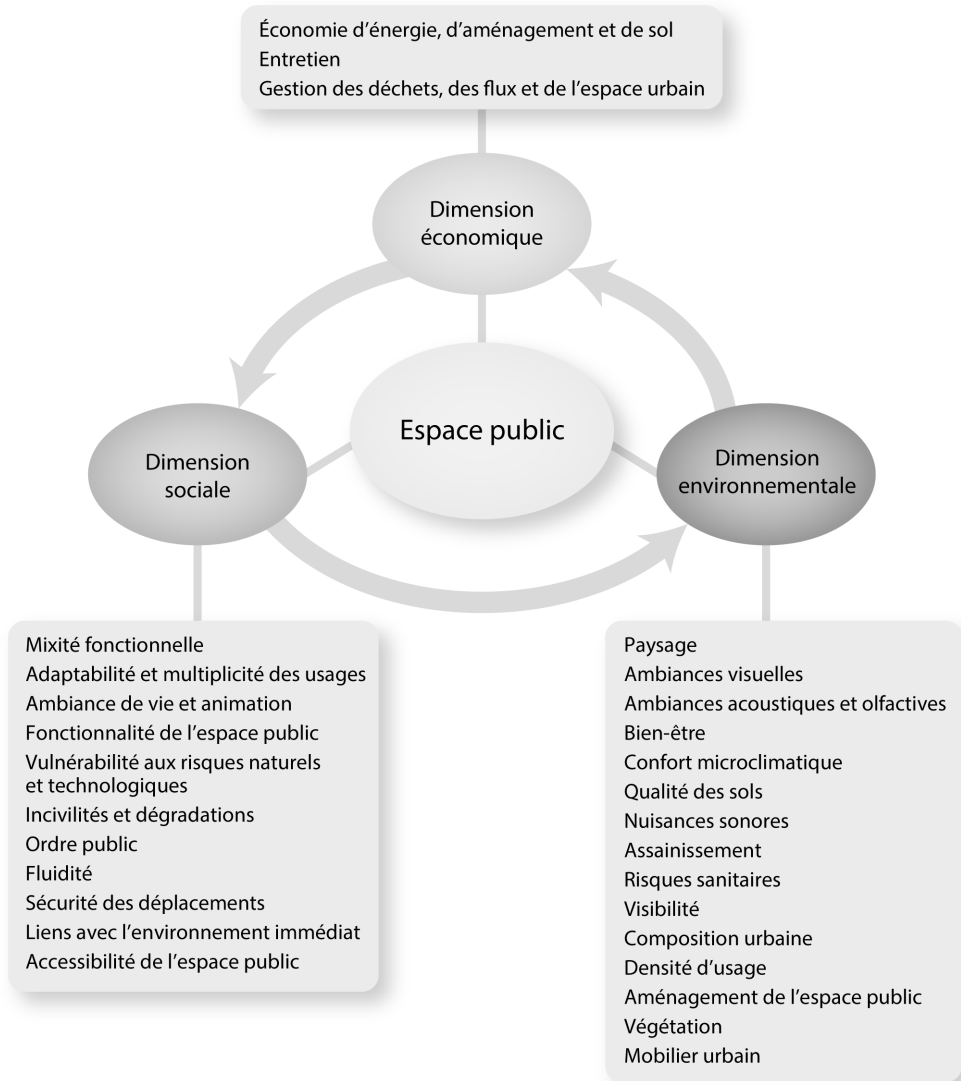 Économie d’énergie, d’aménagement et de sol
Entretien
Gestion des déchets, des flux et de l’espace urbain
Dimension
économique
Espace public
Dimension
sociale
Dimension
environnementale
Mixité fonctionnelle
Adaptabilité et multiplicité des usages
Ambiance de vie et animation
Fonctionnalité de l’espace public
Vulnérabilité aux risques naturels
et technologiques
Incivilités et dégradations
Ordre public
Fluidité
Sécurité des déplacements
Liens avec l’environnement immédiat
Accessibilité de l’espace public
Paysage
Ambiances visuelles
Ambiances acoustiques et olfactives
Bien-être
Confort microclimatique
Qualité des sols
Nuisances sonores
Assainissement
Risques sanitaires
Visibilité
Composition urbaine
Densité d’usage
Aménagement de l’espace public
Végétation
Mobilier urbain